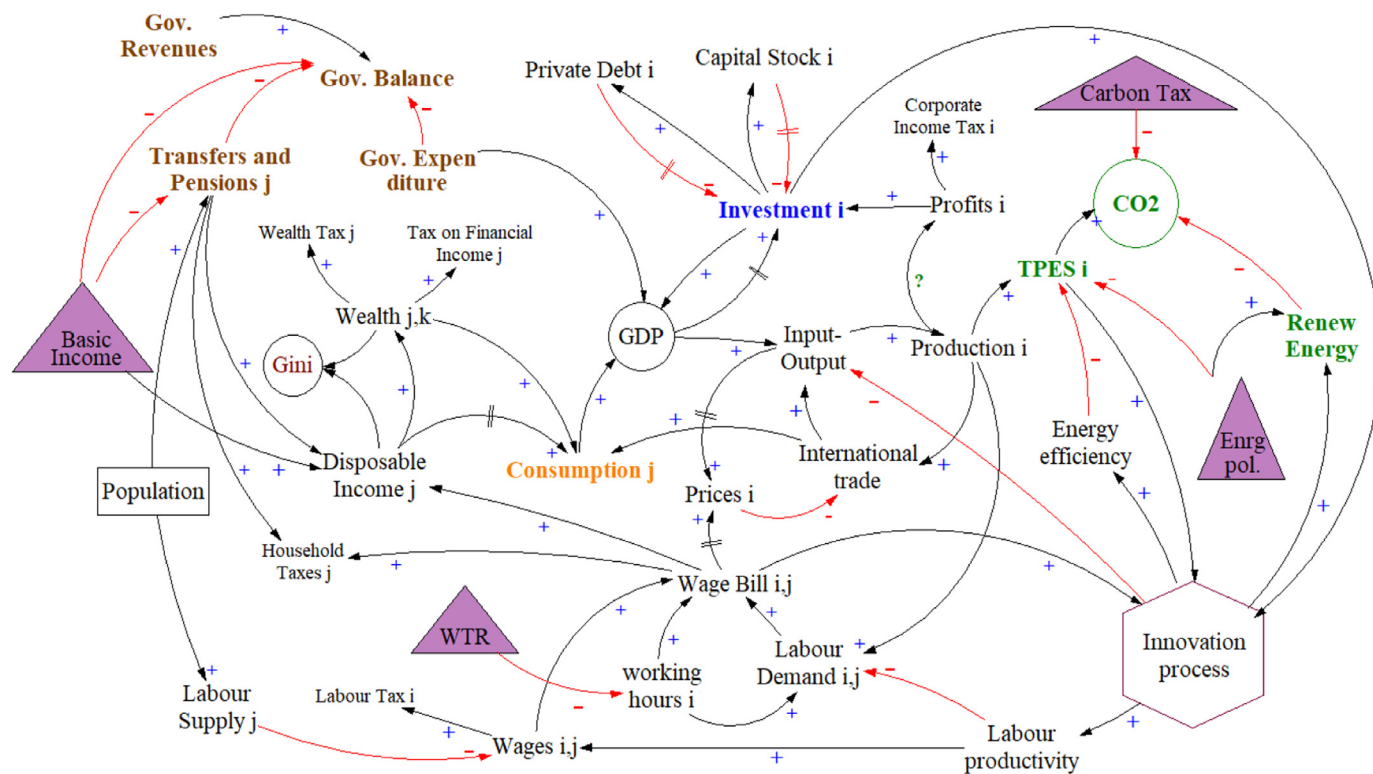 Gov.
Revenues
+
Gov. Balance
-
-
-
Private Debt i
Capital Stock i
+
+
-
-
Corporate
Income Tax i
+
+
Carbon Tax
-
CO2
+
-
Transfers and
Pensions j
-
Gov. Expen
diture
+
Investment i
+
+
Profits i
?
TPES i
+
-
-
+
Renew
Energy
Wealth Tax j
Tax on Financial
Income j
+
+
+
Wealth j,k
Basic
Income
Gini
GDP
+
+
Input-
Output
+
-
Production i
+
+
+
+
+
+
Energy
efficiency
Enrg
pol.
+
+
+
Disposable
Income j
+
Consumption j
International
trade
+
+
Prices i
-
+
+
+
Population
+
Household
Taxes j
+
Wage Bill i,j
+
+
+
+
WTR
-
working
hours i
+
Labour
Demand i,j
+
-
Innovation
process
+
Labour
Supply j
-
Labour Tax i
+
Wages i,j
+
Labour
productivity
+